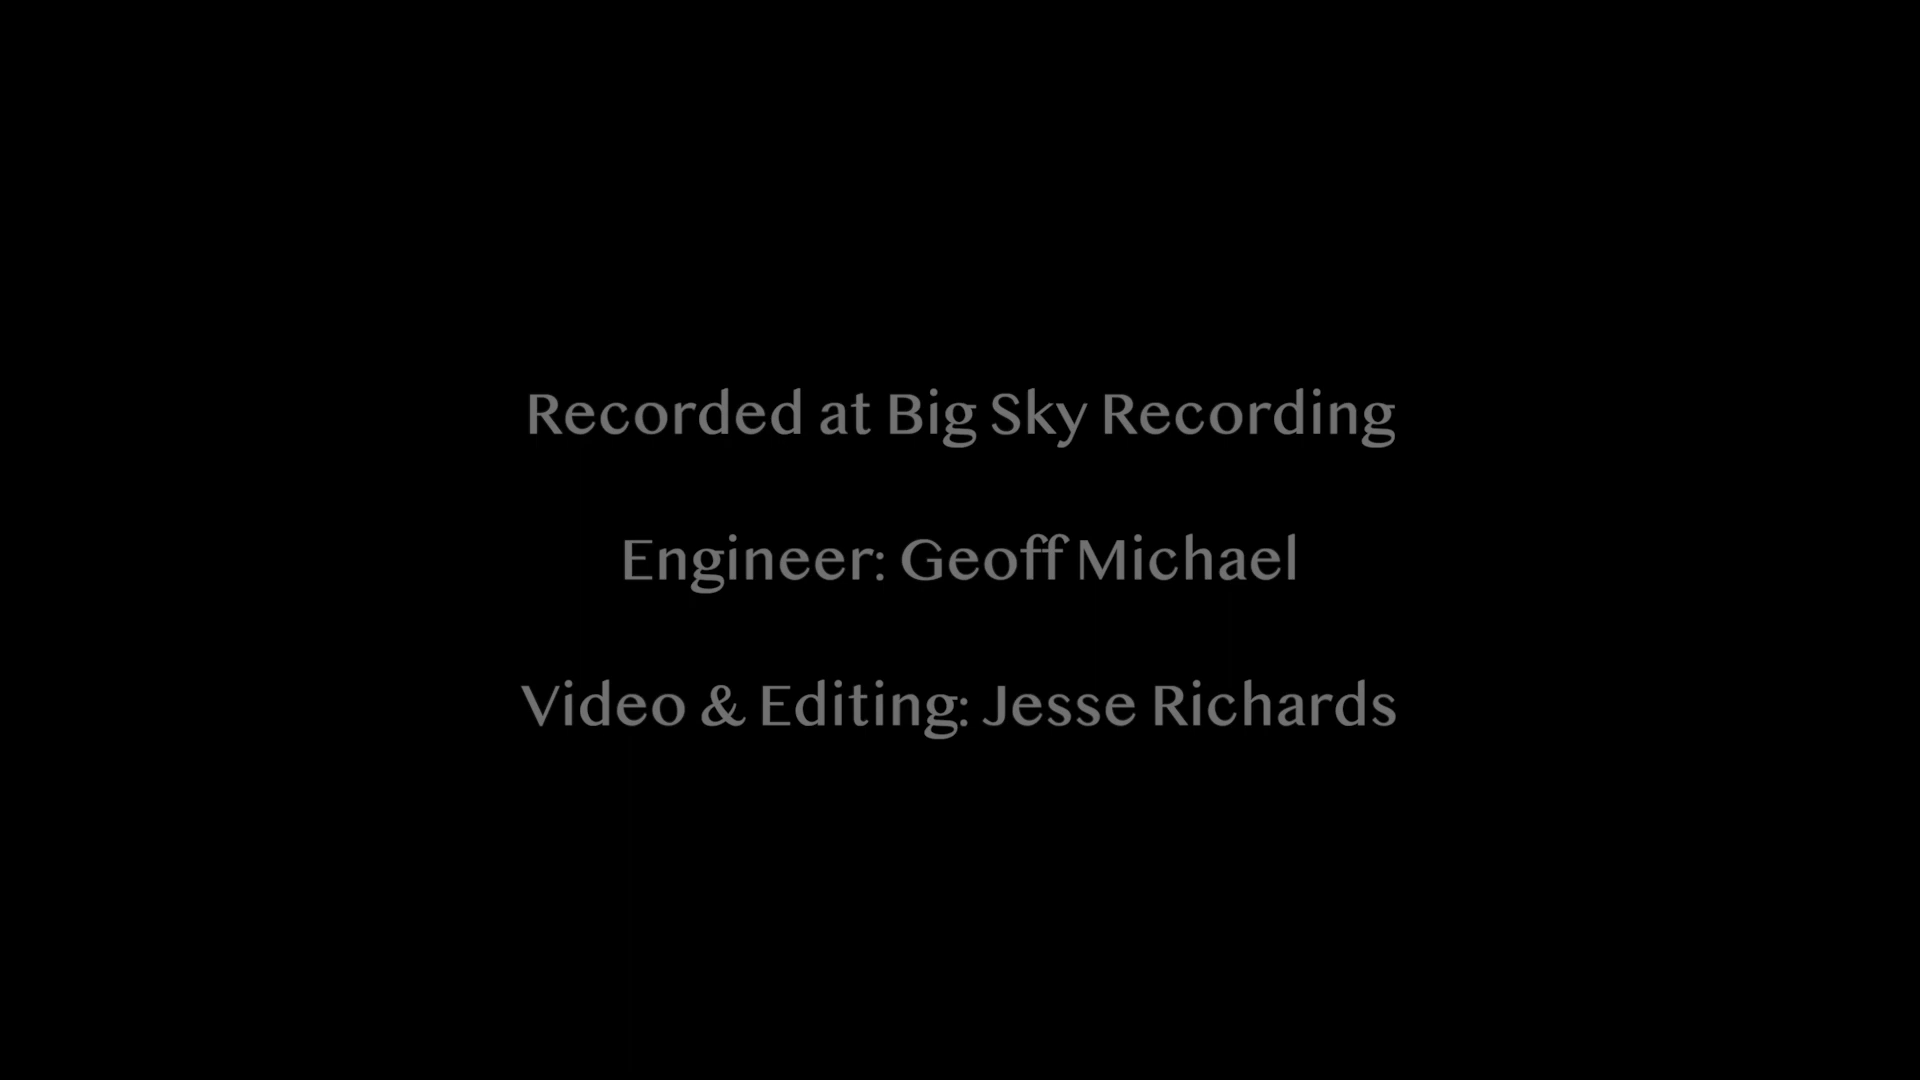 Recorded at Big Sky Recording
Engineer: Geoff Michael
Video & Editing: Jesse Richards